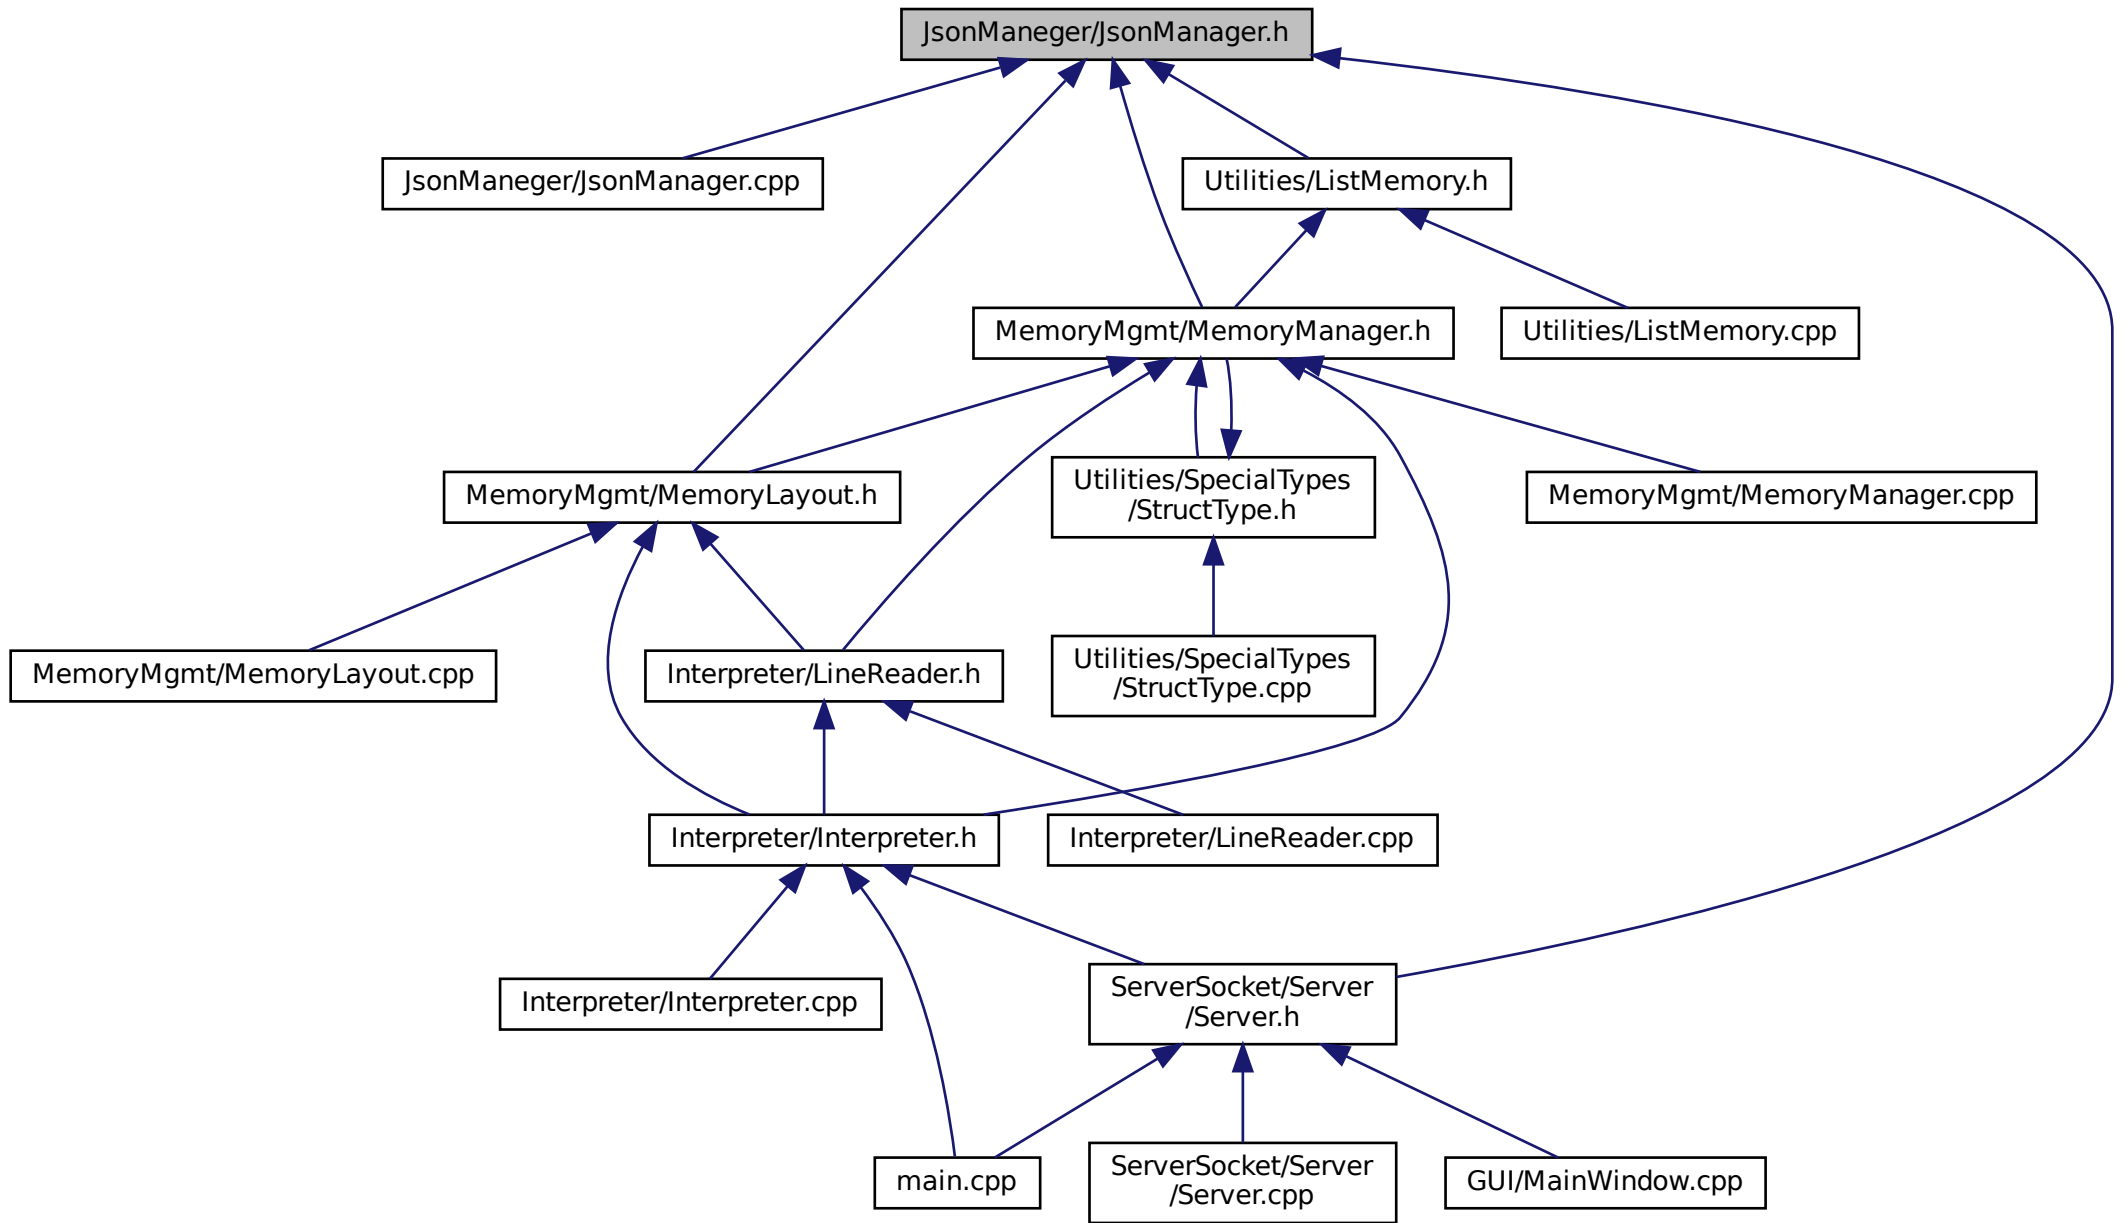 JsonManeger/JsonManager.h
JsonManeger/JsonManager.cpp
Utilities/ListMemory.h
MemoryMgmt/MemoryManager.h
Utilities/ListMemory.cpp
MemoryMgmt/MemoryLayout.h
Utilities/SpecialTypes
/StructType.h
MemoryMgmt/MemoryManager.cpp
MemoryMgmt/MemoryLayout.cpp
Interpreter/LineReader.h
Utilities/SpecialTypes
/StructType.cpp
Interpreter/Interpreter.h
Interpreter/LineReader.cpp
Interpreter/Interpreter.cpp
ServerSocket/Server
/Server.h
main.cpp
ServerSocket/Server
/Server.cpp
GUI/MainWindow.cpp